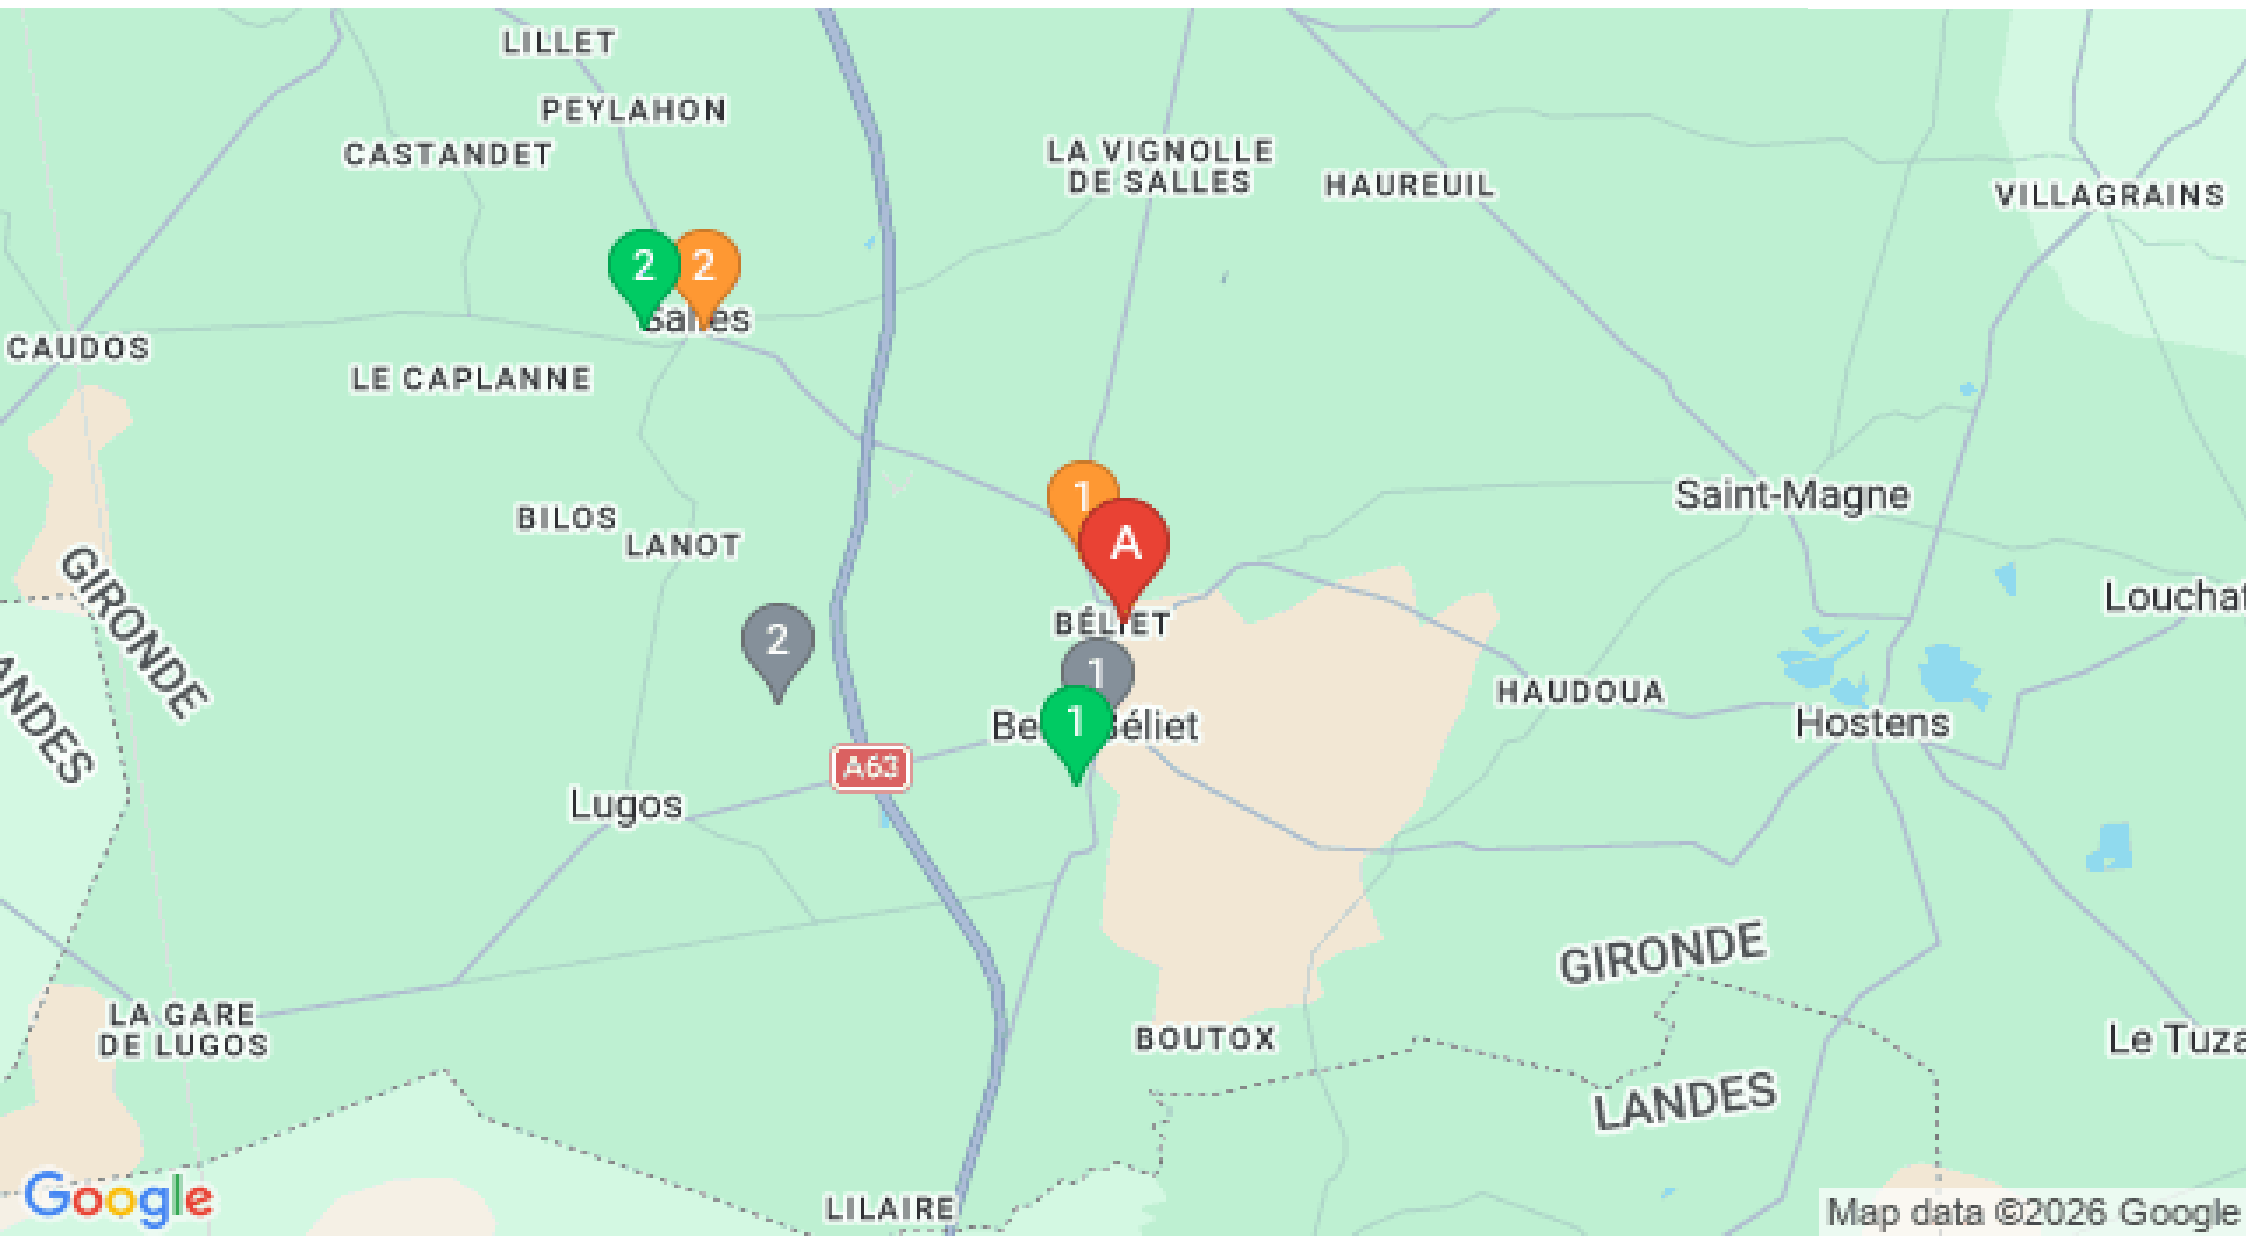 LILLET
PEYLAHON
CASTANDET
LA VIGNOLLE
DE SALLES
HAUREUIL
VILLAGRAINS
2
2
CAUDOS
LE CAPLANNE
1
Saint-Magne
BILOS
LANOT
A
GIRONDE
Louchat
BÉLIET
2
1
HAUDOUA
1
Hostens
A63
Lugos
GIRONDE
LA GARE
DE LUGOS
BOUTOX
LANDES
LILAIRE
Google
Map data ©2026 Google